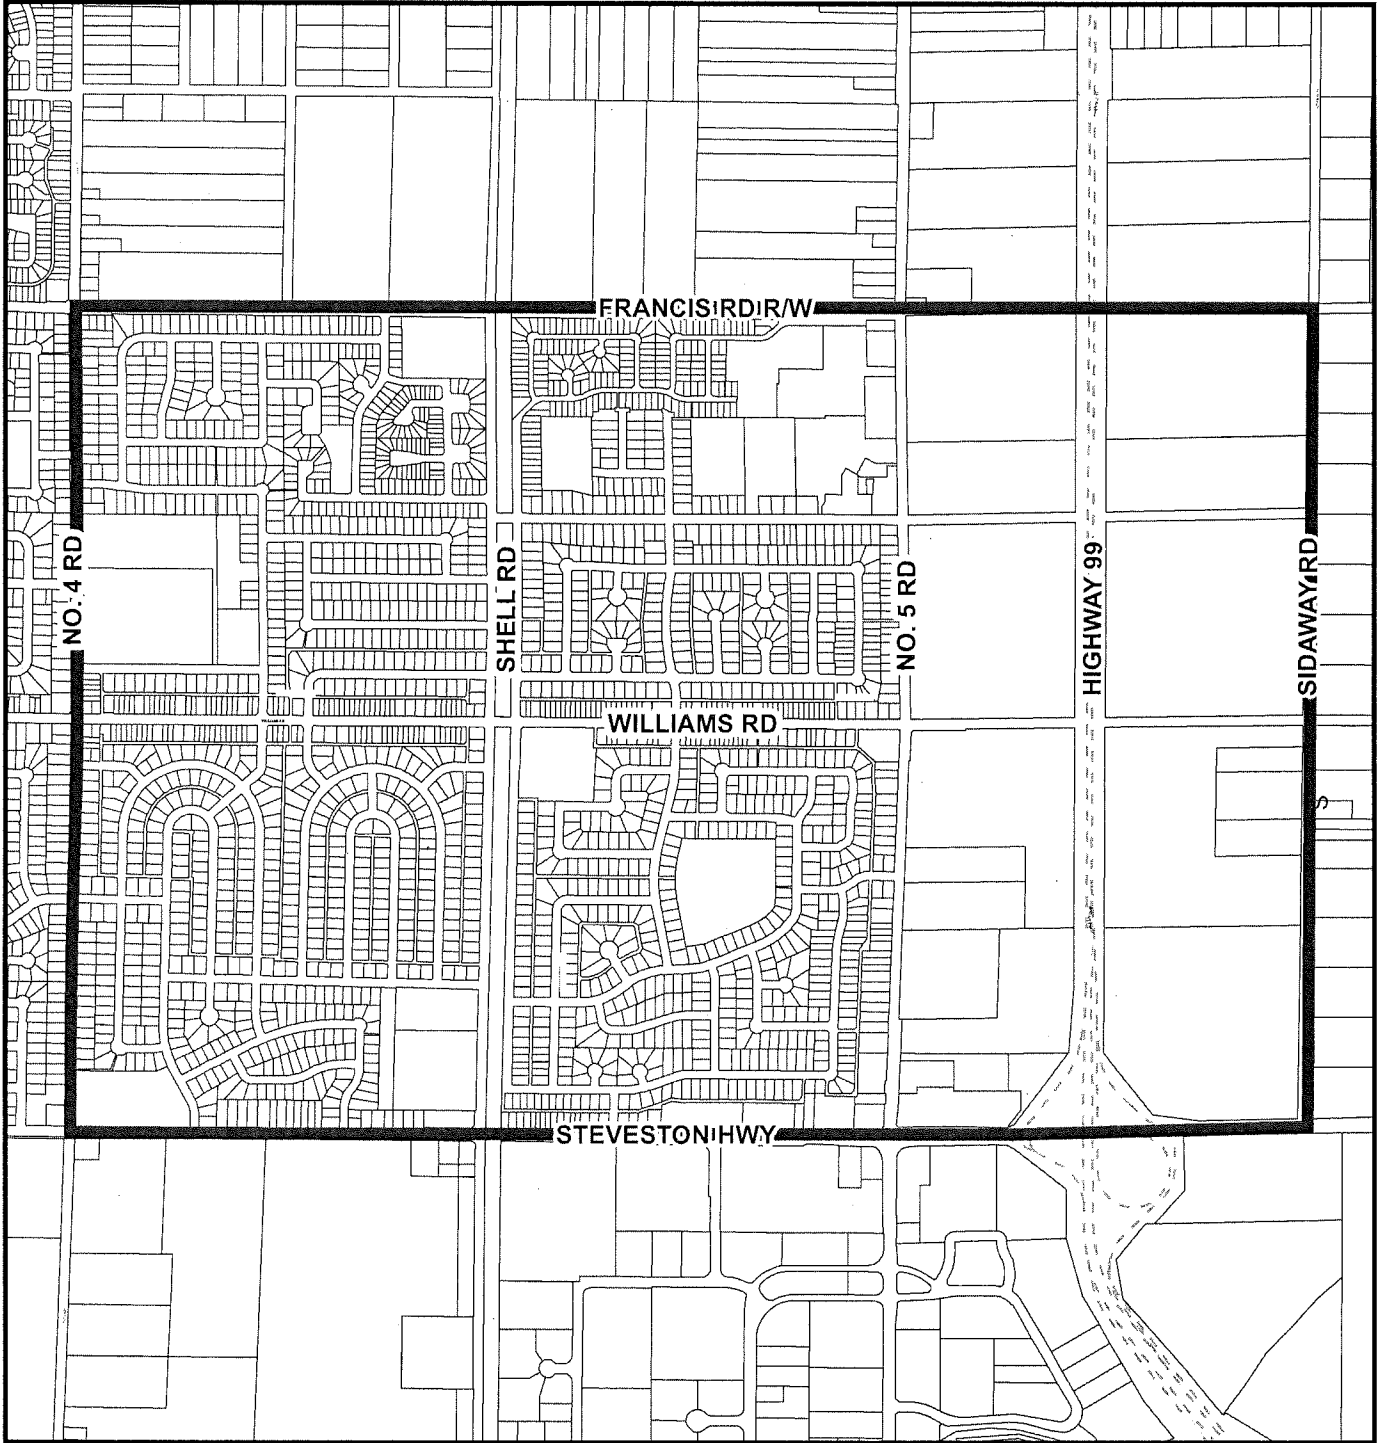 FRANCIS RD R/W
NO. 4 RD
SHELL RD
NO. 5 RD
HIGHWAY 99
SIDAWAY RD
WILLIAMS RD
S
STEVESTON HWY